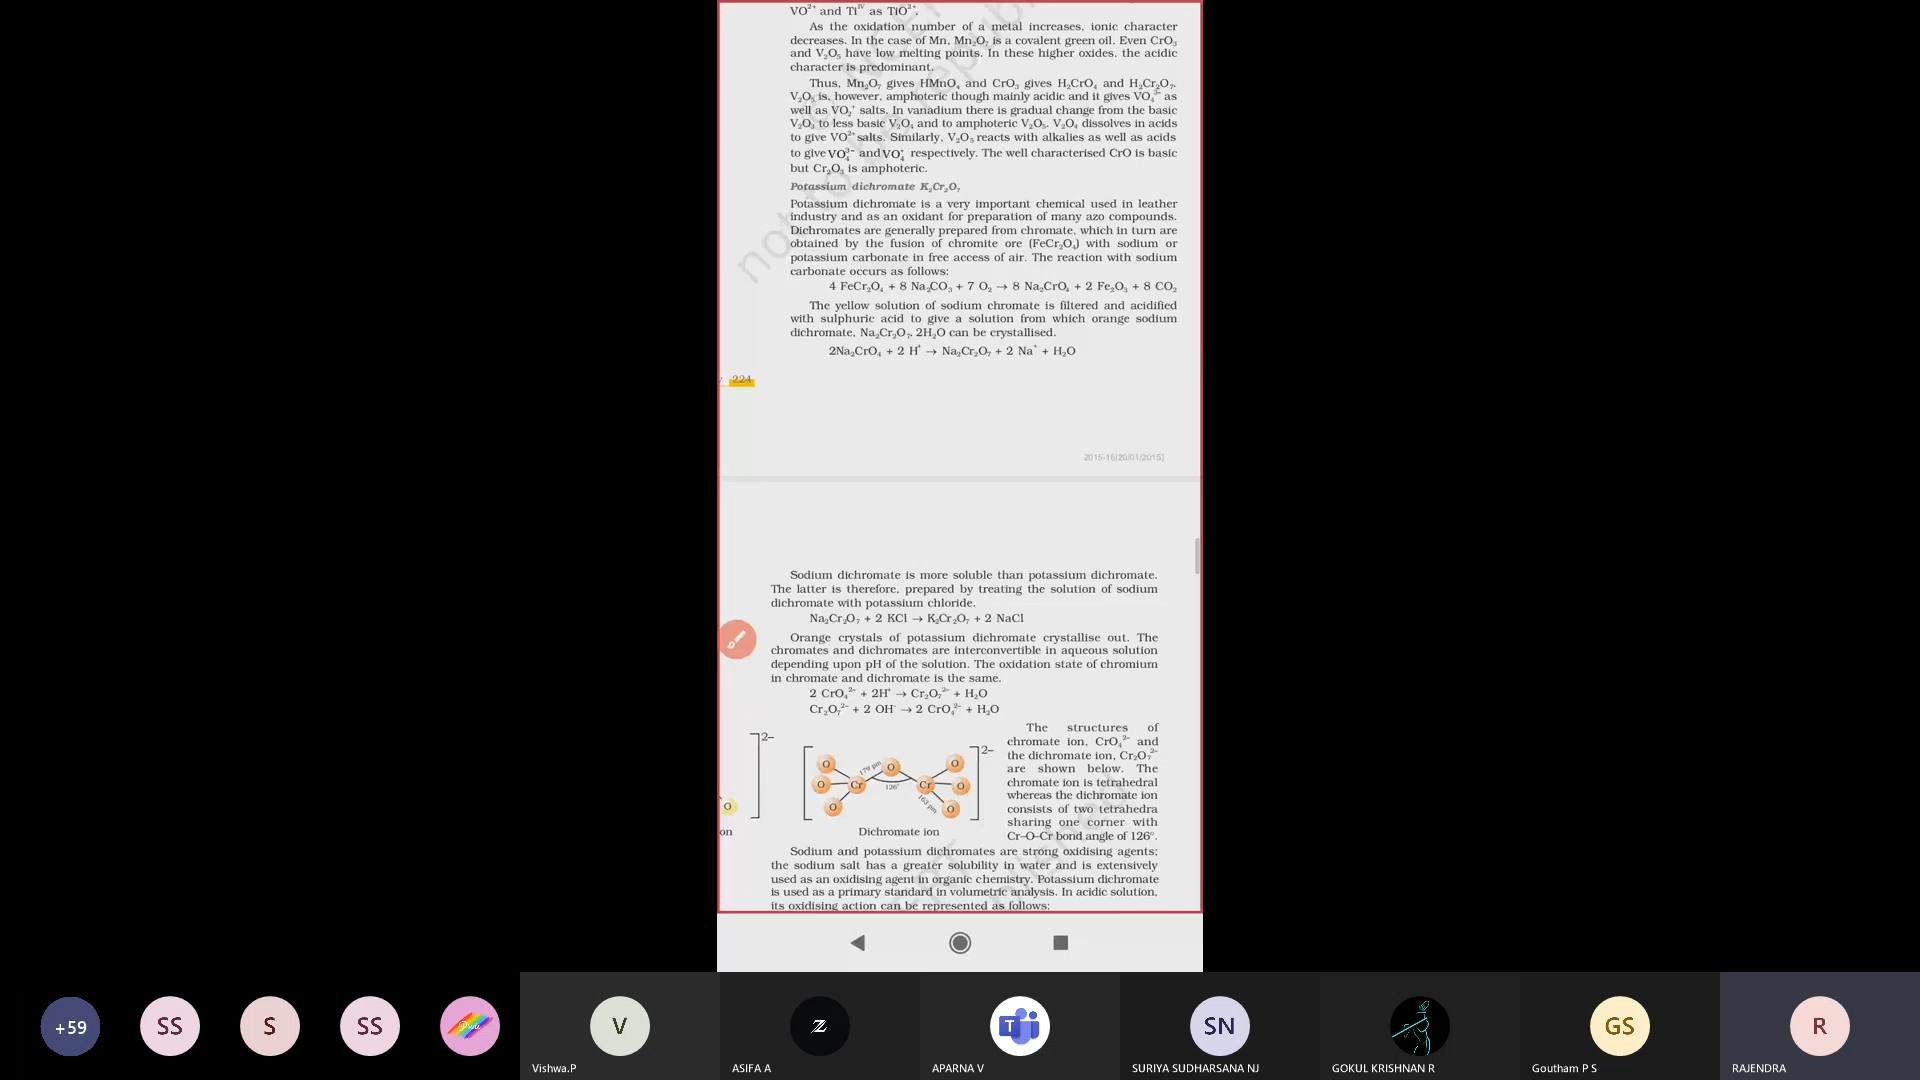 VO²⁺ and Tiᴵⱽ as TiO²⁺.
As the oxidation number of a metal increases, ionic character
decreases. In the case of Mn, Mn₂O₇ is a covalent green oil. Even CrO₃
and V₂O₅ have low melting points. In these higher oxides, the acidic
character is predominant.
Thus, Mn₂O₇ gives HMnO₄ and CrO₃ gives H₂CrO₄ and H₂Cr₂O₇.
V₂O₅ is, however, amphoteric though mainly acidic and it gives VO₄³⁻ as
well as VO₂⁺ salts. In vanadium there is gradual change from the basic
V₂O₃ to less basic V₂O₄ and to amphoteric V₂O₅. V₂O₄ dissolves in acids
to give VO²⁺ salts. Similarly, V₂O₅ reacts with alkalies as well as acids
to give VO₄³⁻ and VO₄⁺ respectively. The well characterised CrO is basic
but Cr₂O₃ is amphoteric.
Potassium dichromate K₂Cr₂O₇
Potassium dichromate is a very important chemical used in leather
industry and as an oxidant for preparation of many azo compounds.
Dichromates are generally prepared from chromate, which in turn are
obtained by the fusion of chromite ore (FeCr₂O₄) with sodium or
potassium carbonate in free access of air. The reaction with sodium
carbonate occurs as follows:
4 FeCr₂O₄ + 8 Na₂CO₃ + 7 O₂ → 8 Na₂CrO₄ + 2 Fe₂O₃ + 8 CO₂
The yellow solution of sodium chromate is filtered and acidified
with sulphuric acid to give a solution from which orange sodium
dichromate, Na₂Cr₂O₇. 2H₂O can be crystallised.
2Na₂CrO₄ + 2 H⁺ → Na₂Cr₂O₇ + 2 Na⁺ + H₂O
y 224
2015-16(20/01/2015)
Sodium dichromate is more soluble than potassium dichromate.
The latter is therefore, prepared by treating the solution of sodium
dichromate with potassium chloride.
Na₂Cr₂O₇ + 2 KCl → K₂Cr₂O₇ + 2 NaCl
Orange crystals of potassium dichromate crystallise out. The
chromates and dichromates are interconvertible in aqueous solution
depending upon pH of the solution. The oxidation state of chromium
in chromate and dichromate is the same.
2 CrO₄²⁻ + 2H⁺ → Cr₂O₇²⁻ + H₂O
Cr₂O₇²⁻ + 2 OH⁻ → 2 CrO₄²⁻ + H₂O
The structures of
chromate ion, CrO₄²⁻ and
the dichromate ion, Cr₂O₇²⁻
are shown below. The
chromate ion is tetrahedral
whereas the dichromate ion
consists of two tetrahedra
sharing one corner with
Cr–O–Cr bond angle of 126°.
2–
O
on
2–
O O O
179 pm
O Cr 126° Cr O
O 163 pm O
Dichromate ion
Sodium and potassium dichromates are strong oxidising agents;
the sodium salt has a greater solubility in water and is extensively
used as an oxidising agent in organic chemistry. Potassium dichromate
is used as a primary standard in volumetric analysis. In acidic solution,
its oxidising action can be represented as follows:
+59
SS
S
SS
V
Vishwa.P
Z
ASIFA A
T
APARNA V
SN
SURIYA SUDHARSANA NJ
GOKUL KRISHNAN R
GS
Goutham P S
R
RAJENDRA